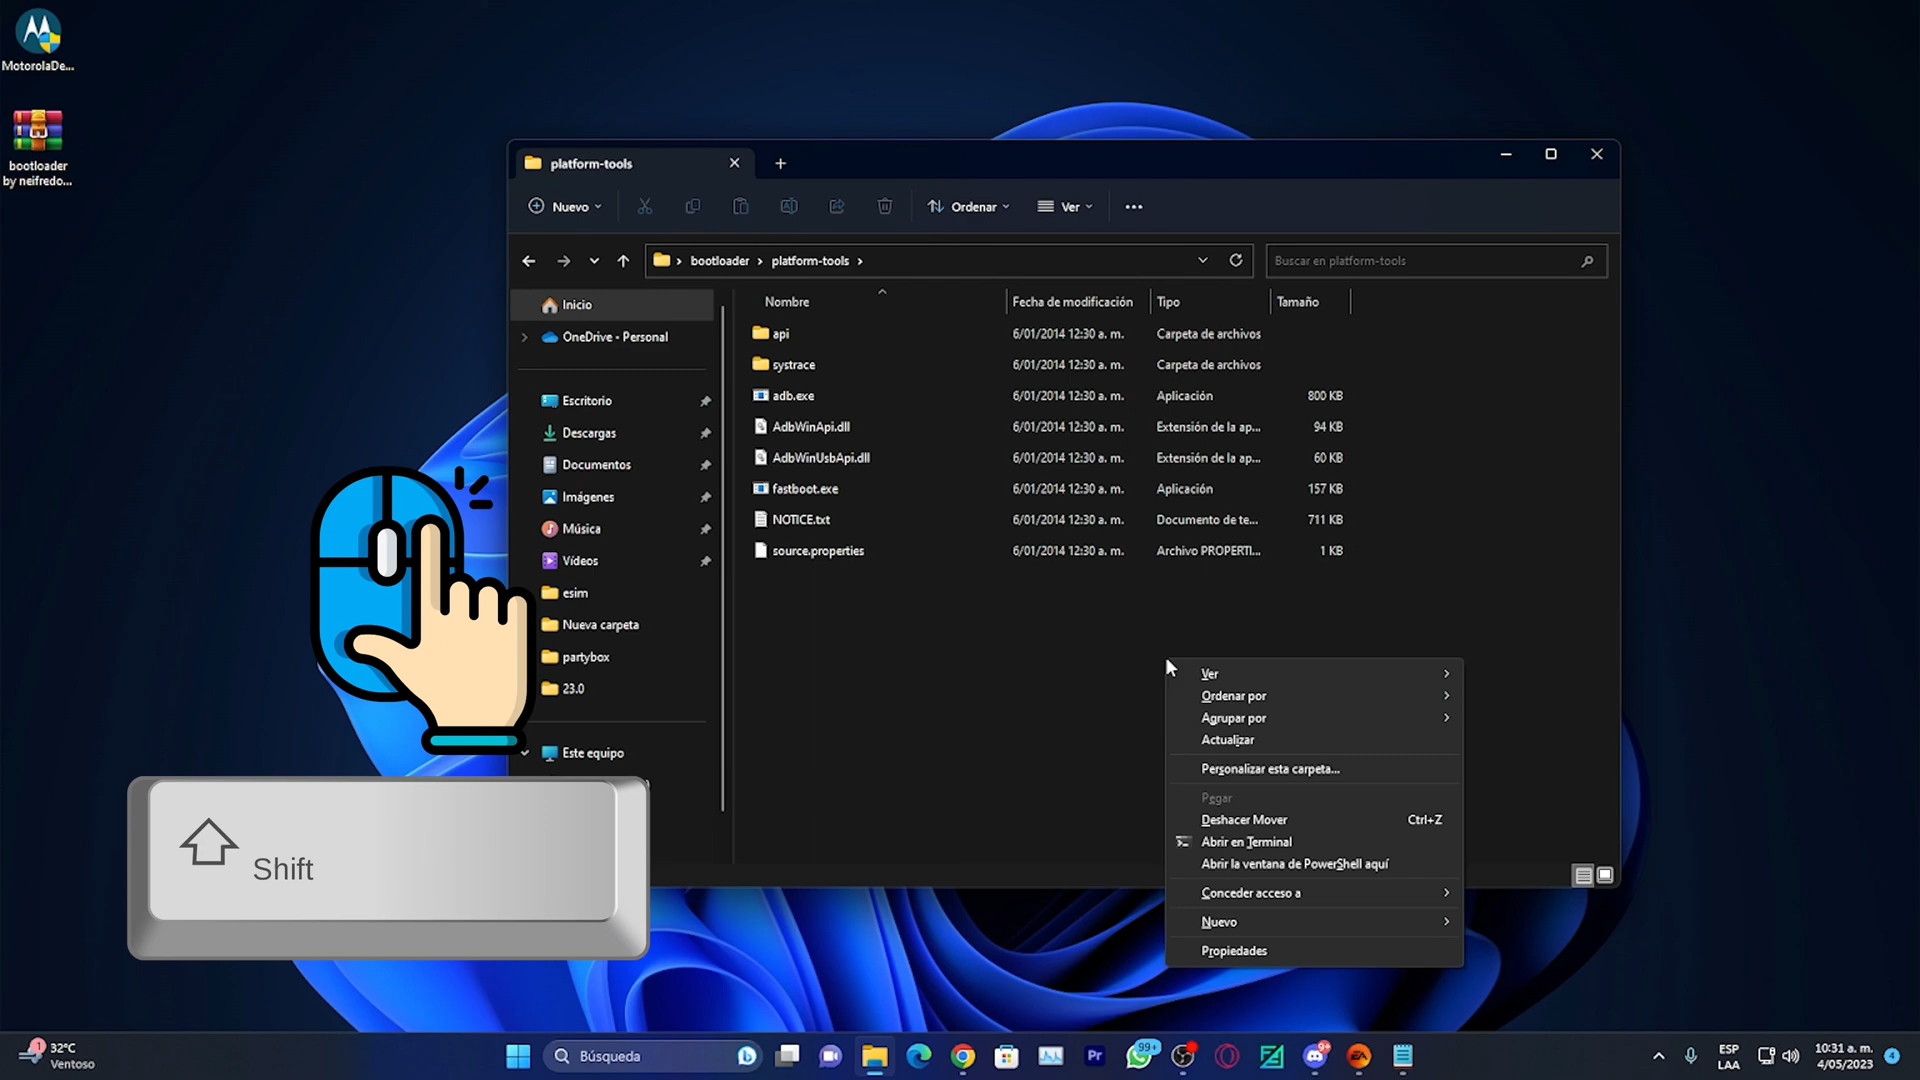 MotorolaDe...
bootloader
by neifredo...
platform-tools
Nuevo
Ordenar
Ver
bootloader
platform-tools
Buscar en platform-tools
Inicio
OneDrive - Personal
Escritorio
Descargas
Documentos
Imágenes
Música
Vídeos
esim
Nueva carpeta
partybox
23.0
Este equipo
Nombre Fecha de modificación Tipo Tamaño
api 6/01/2014 12:30 a. m. Carpeta de archivos
systrace 6/01/2014 12:30 a. m. Carpeta de archivos
adb.exe 6/01/2014 12:30 a. m. Aplicación 800 KB
AdbWinApi.dll 6/01/2014 12:30 a. m. Extensión de la ap... 94 KB
AdbWinUsbApi.dll 6/01/2014 12:30 a. m. Extensión de la ap... 60 KB
fastboot.exe 6/01/2014 12:30 a. m. Aplicación 157 KB
NOTICE.txt 6/01/2014 12:30 a. m. Documento de te... 711 KB
source.properties 6/01/2014 12:30 a. m. Archivo PROPERTI... 1 KB
Ver
Ordenar por
Agrupar por
Actualizar
Personalizar esta carpeta...
Pegar
Deshacer Mover Ctrl+Z
Abrir en Terminal
Abrir la ventana de PowerShell aquí
Conceder acceso a
Nuevo
Propiedades
Shift
1
32°C
Ventoso
Búsqueda
Pr
99+
9+
EA
ESP
LAA
10:31 a. m.
4/05/2023
4